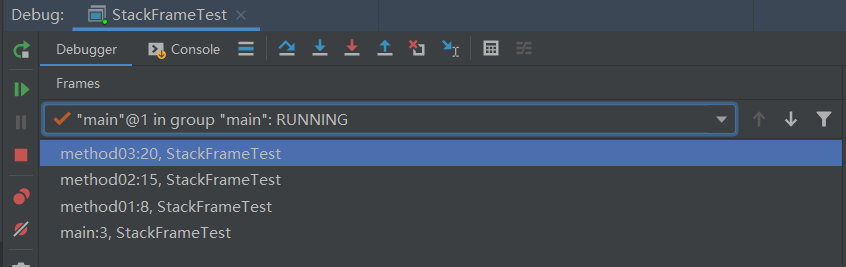 Debug: StackFrameTest
Debugger Console
Frames
"main"@1 in group "main": RUNNING
method03:20, StackFrameTest
method02:15, StackFrameTest
method01:8, StackFrameTest
main:3, StackFrameTest